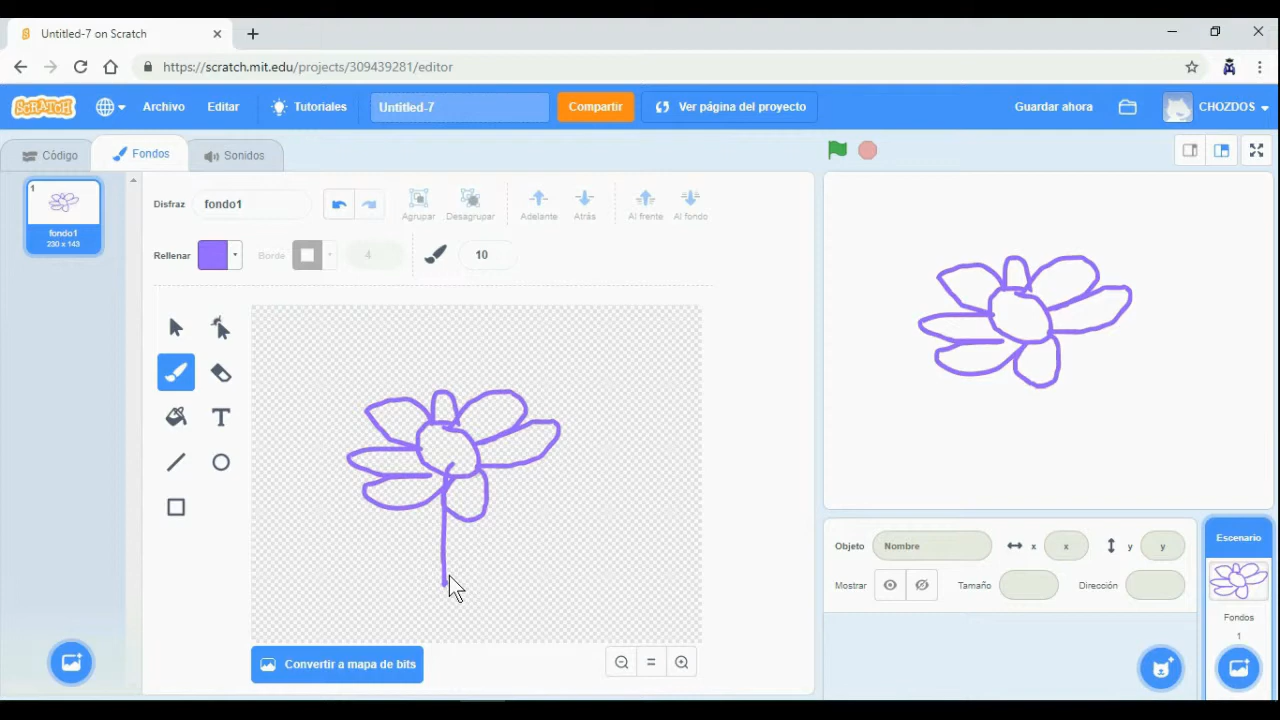 Untitled-7 on Scratch
https://scratch.mit.edu/projects/309439281/editor
SCRATCH
Archivo
Editar
Tutoriales
Untitled-7
Compartir
Ver página del proyecto
Guardar ahora
CHOZDOS
Código
Fondos
Sonidos
1
fondo1
230 x 143
Disfraz
fondo1
Agrupar
Desagrupar
Adelante
Atrás
Al frente
Al fondo
Rellenar
Borde
4
10
T
Convertir a mapa de bits
Objeto
Nombre
x
x
y
y
Mostrar
Tamaño
Dirección
Escenario
Fondos
1